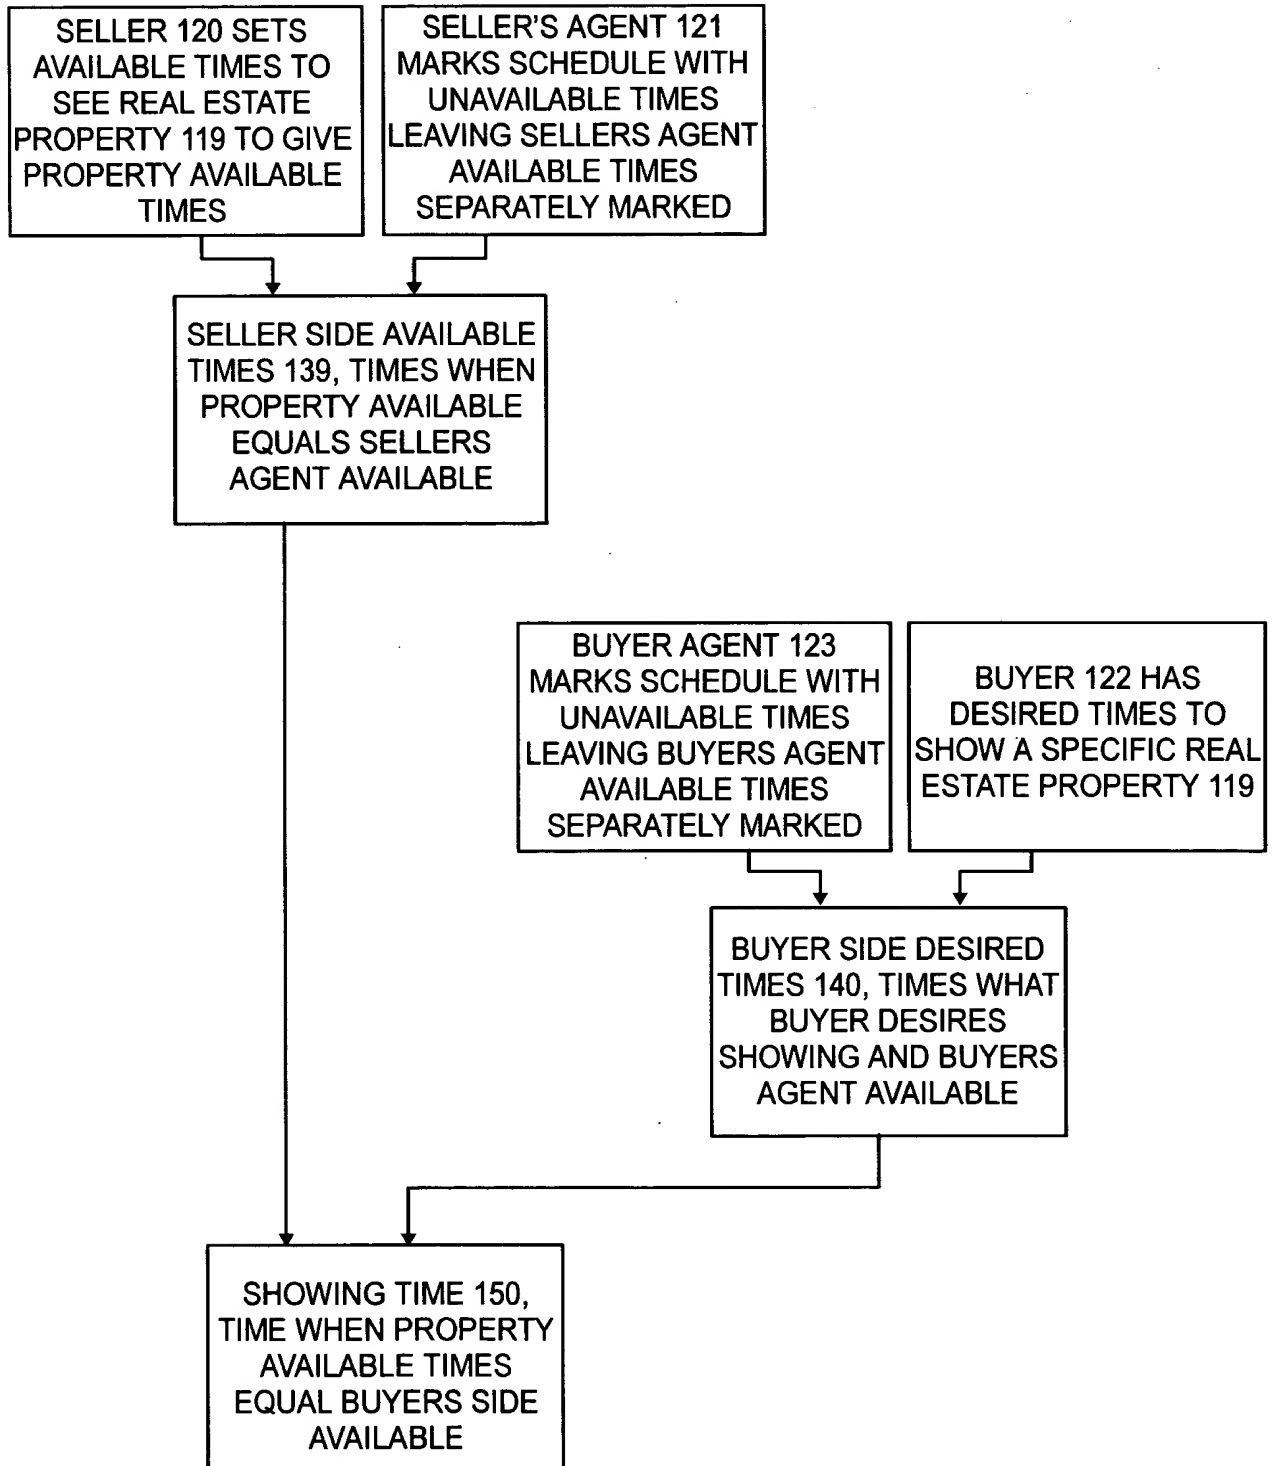 SELLER 120 SETS
AVAILABLE TIMES TO
SEE REAL ESTATE
PROPERTY 119 TO GIVE
PROPERTY AVAILABLE
TIMES
SELLER'S AGENT 121
MARKS SCHEDULE WITH
UNAVAILABLE TIMES
LEAVING SELLERS AGENT
AVAILABLE TIMES
SEPARATELY MARKED
SELLER SIDE AVAILABLE
TIMES 139, TIMES WHEN
PROPERTY AVAILABLE
EQUALS SELLERS
AGENT AVAILABLE
BUYER AGENT 123
MARKS SCHEDULE WITH
UNAVAILABLE TIMES
LEAVING BUYERS AGENT
AVAILABLE TIMES
SEPARATELY MARKED
BUYER 122 HAS
DESIRED TIMES TO
SHOW A SPECIFIC REAL
ESTATE PROPERTY 119
BUYER SIDE DESIRED
TIMES 140, TIMES WHAT
BUYER DESIRES
SHOWING AND BUYERS
AGENT AVAILABLE
SHOWING TIME 150,
TIME WHEN PROPERTY
AVAILABLE TIMES
EQUAL BUYERS SIDE
AVAILABLE